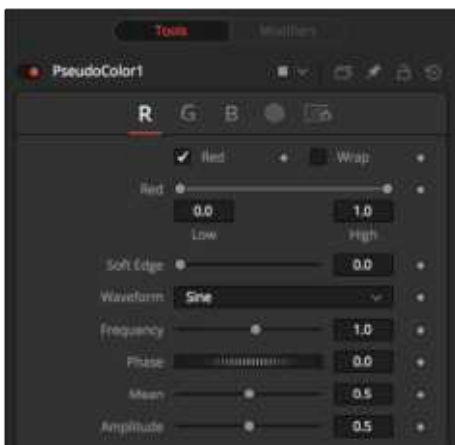 Tools Modifiers
PseudoColor1
R G B
Red Wrap
Red
0.0 1.0
Low High
Soft Edge 0.0
Waveform Sine
Frequency 1.0
Phase 0.0
Mean 0.5
Amplitude 0.5